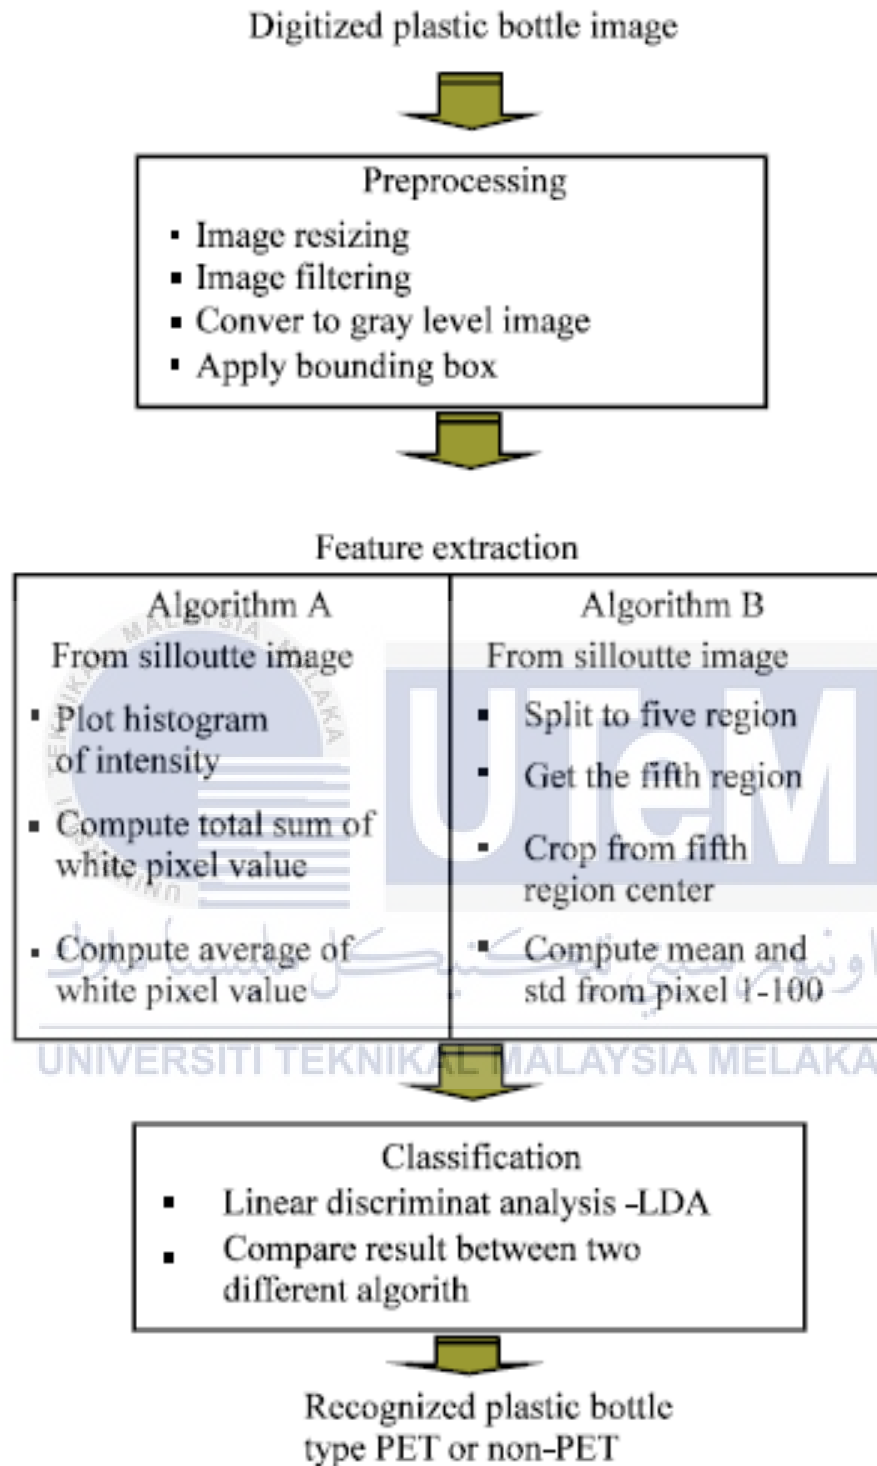 Digitized plastic bottle image
Preprocessing
▪ Image resizing
▪ Image filtering
▪ Conver to gray level image
▪ Apply bounding box
Feature extraction
Algorithm A
From silloutte image
▪ Plot histogram
of intensity
▪ Compute total sum of
white pixel value
▪ Compute average of
white pixel value
Algorithm B
From silloutte image
▪ Split to five region
▪ Get the fifth region
▪ Crop from fifth
region center
▪ Compute mean and
std from pixel 1-100
UTeM
UNIVERSITI TEKNIKAL MALAYSIA MELAKA
Classification
▪ Linear discriminat analysis -LDA
▪ Compare result between two
different algorith
Recognized plastic bottle
type PET or non-PET